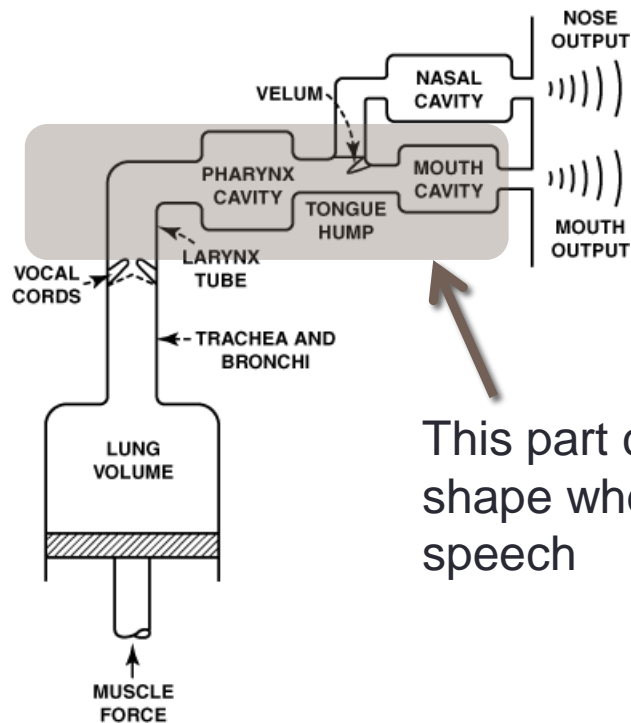 NOSE
OUTPUT
NASAL
CAVITY
VELUM
PHARYNX
CAVITY
MOUTH
CAVITY
TONGUE
HUMP
MOUTH
OUTPUT
LARYNX
TUBE
VOCAL
CORDS
TRACHEA AND
BRONCHI
LUNG
VOLUME
MUSCLE
FORCE
This part
shape
speech